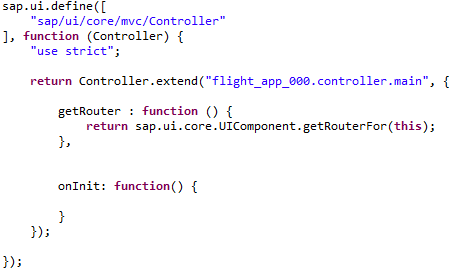 sap.ui.define([
    "sap/ui/core/mvc/Controller"
], function (Controller) {
    "use strict";

    return Controller.extend("flight_app_000.controller.main", {

        getRouter : function () {
            return sap.ui.core.UIComponent.getRouterFor(this);
        },


        onInit: function() {

        }
    });

});